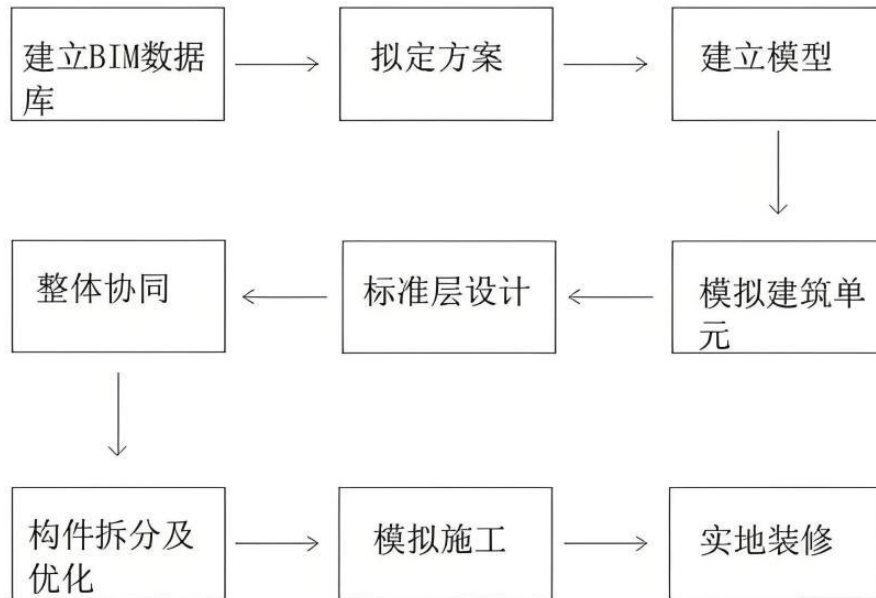 建立BIM数据
库
拟定方案
建立模型
模拟建筑单
元
标准层设计
整体协同
构件拆分及
优化
模拟施工
实地装修